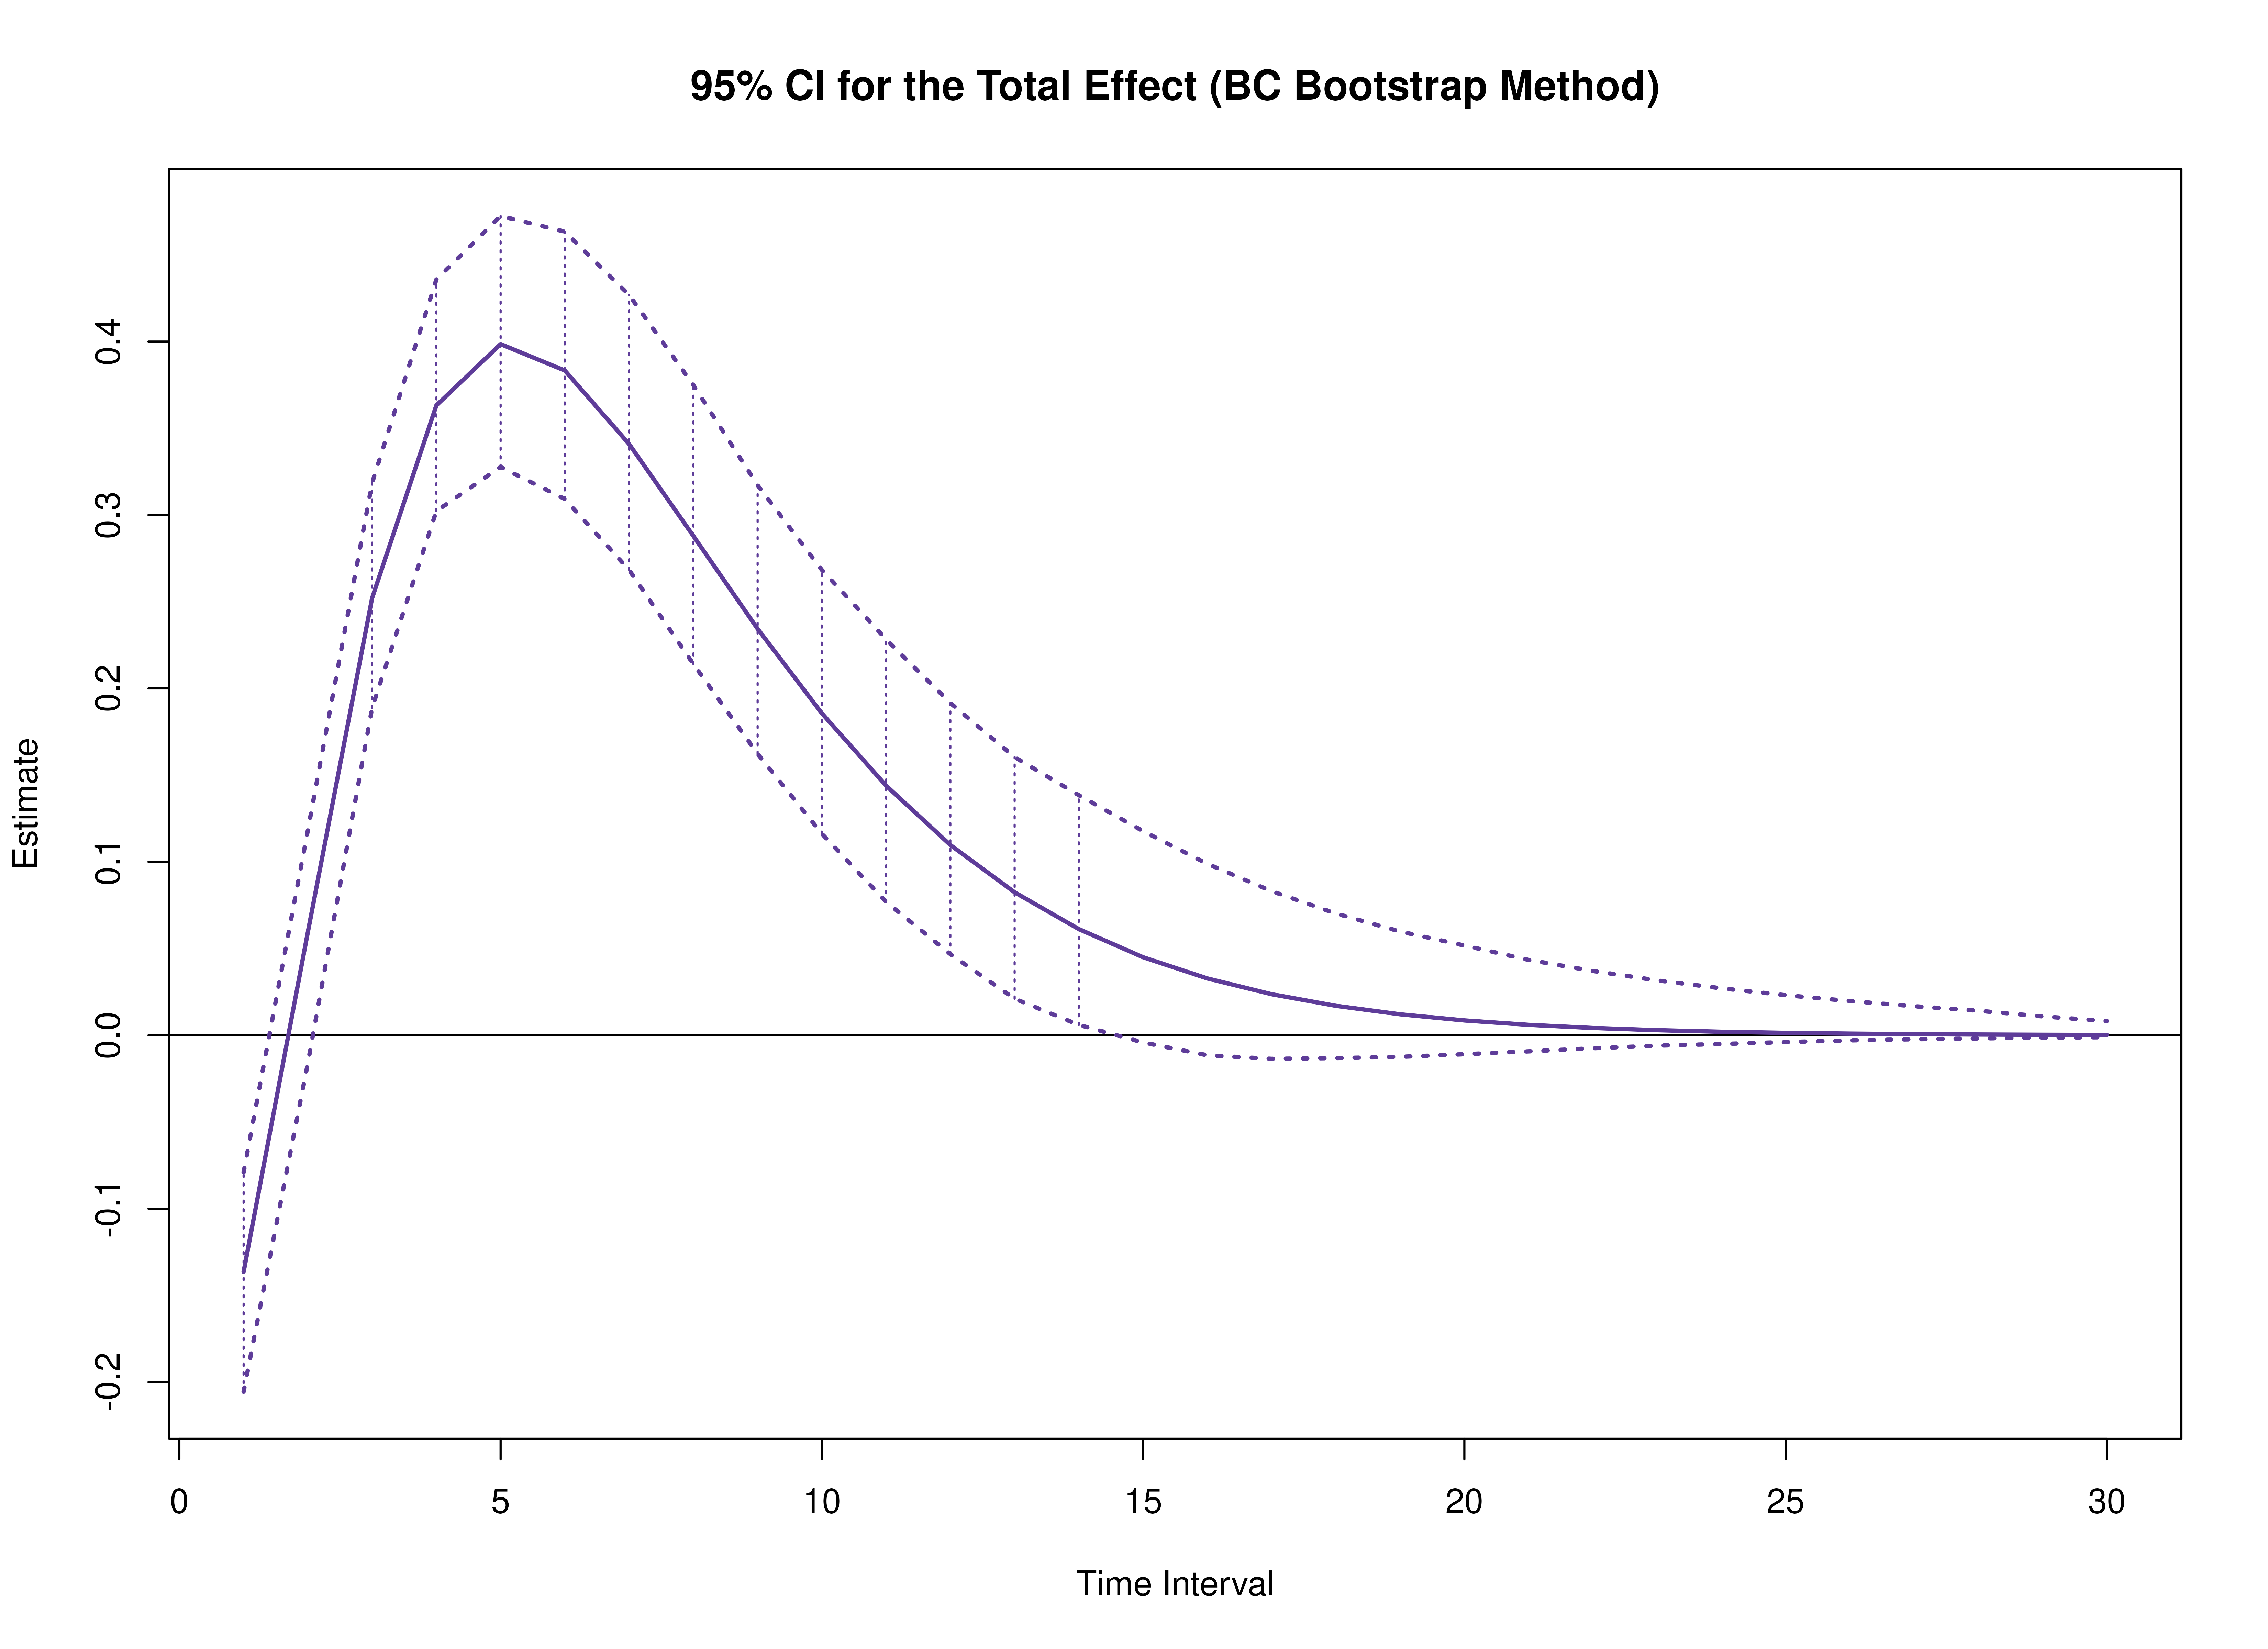 95% CI for the Total Effect (BC Bootstrap Method)
Estimate
0.4
0.3
0.2
0.1
0.0
-0.1
-0.2
0 5 10 15 20 25 30
Time Interval